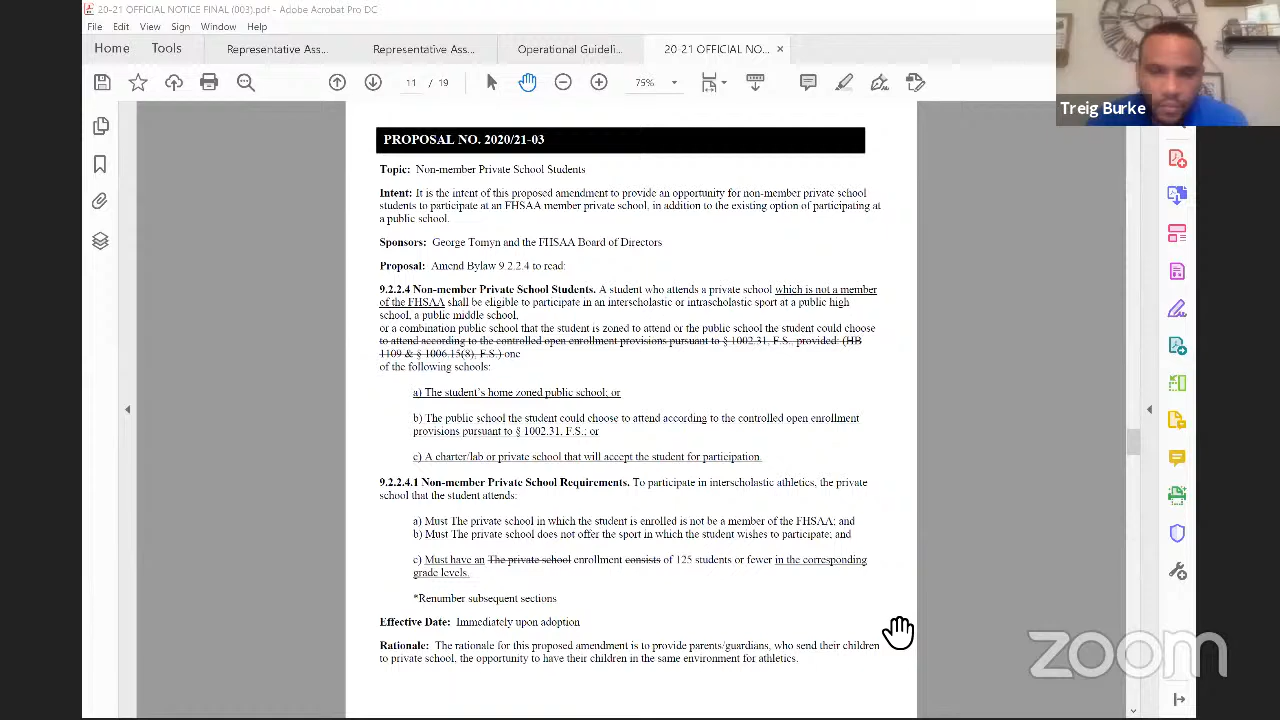 20-21 OFFICIAL NOTICE FINAL (003).pdf - Adobe Acrobat Pro DC
File Edit View Sign Window Help
Home Tools Representative Ass... Representative Ass... Operational Guideli... 20-21 OFFICIAL NO... ×
11 / 19 75%
Treig Burke
PROPOSAL NO. 2020/21-03
Topic: Non-member Private School Students
Intent: It is the intent of this proposed amendment to provide an opportunity for non-member private school
students to participate at an FHSAA member private school, in addition to the existing option of participating at
a public school.
Sponsors: George Tomyn and the FHSAA Board of Directors
Proposal: Amend Bylaw 9.2.2.4 to read:
9.2.2.4 Non-member Private School Students. A student who attends a private school which is not a member
of the FHSAA shall be eligible to participate in an interscholastic or intrascholastic sport at a public high
school, a public middle school,
or a combination public school that the student is zoned to attend or the public school the student could choose
to attend according to the controlled open enrollment provisions pursuant to § 1002.31, F.S., provided: (HB
1109 & § 1006.15(8), F.S.) one
of the following schools:
a) The student's home zoned public school; or
b) The public school the student could choose to attend according to the controlled open enrollment
provisions pursuant to § 1002.31, F.S.; or
c) A charter/lab or private school that will accept the student for participation.
9.2.2.4.1 Non-member Private School Requirements. To participate in interscholastic athletics, the private
school that the student attends:
a) Must The private school in which the student is enrolled is not be a member of the FHSAA; and
b) Must The private school does not offer the sport in which the student wishes to participate; and
c) Must have an The private school enrollment consists of 125 students or fewer in the corresponding
grade levels.
*Renumber subsequent sections
Effective Date: Immediately upon adoption
Rationale: The rationale for this proposed amendment is to provide parents/guardians, who send their children
to private school, the opportunity to have their children in the same environment for athletics.
zoom